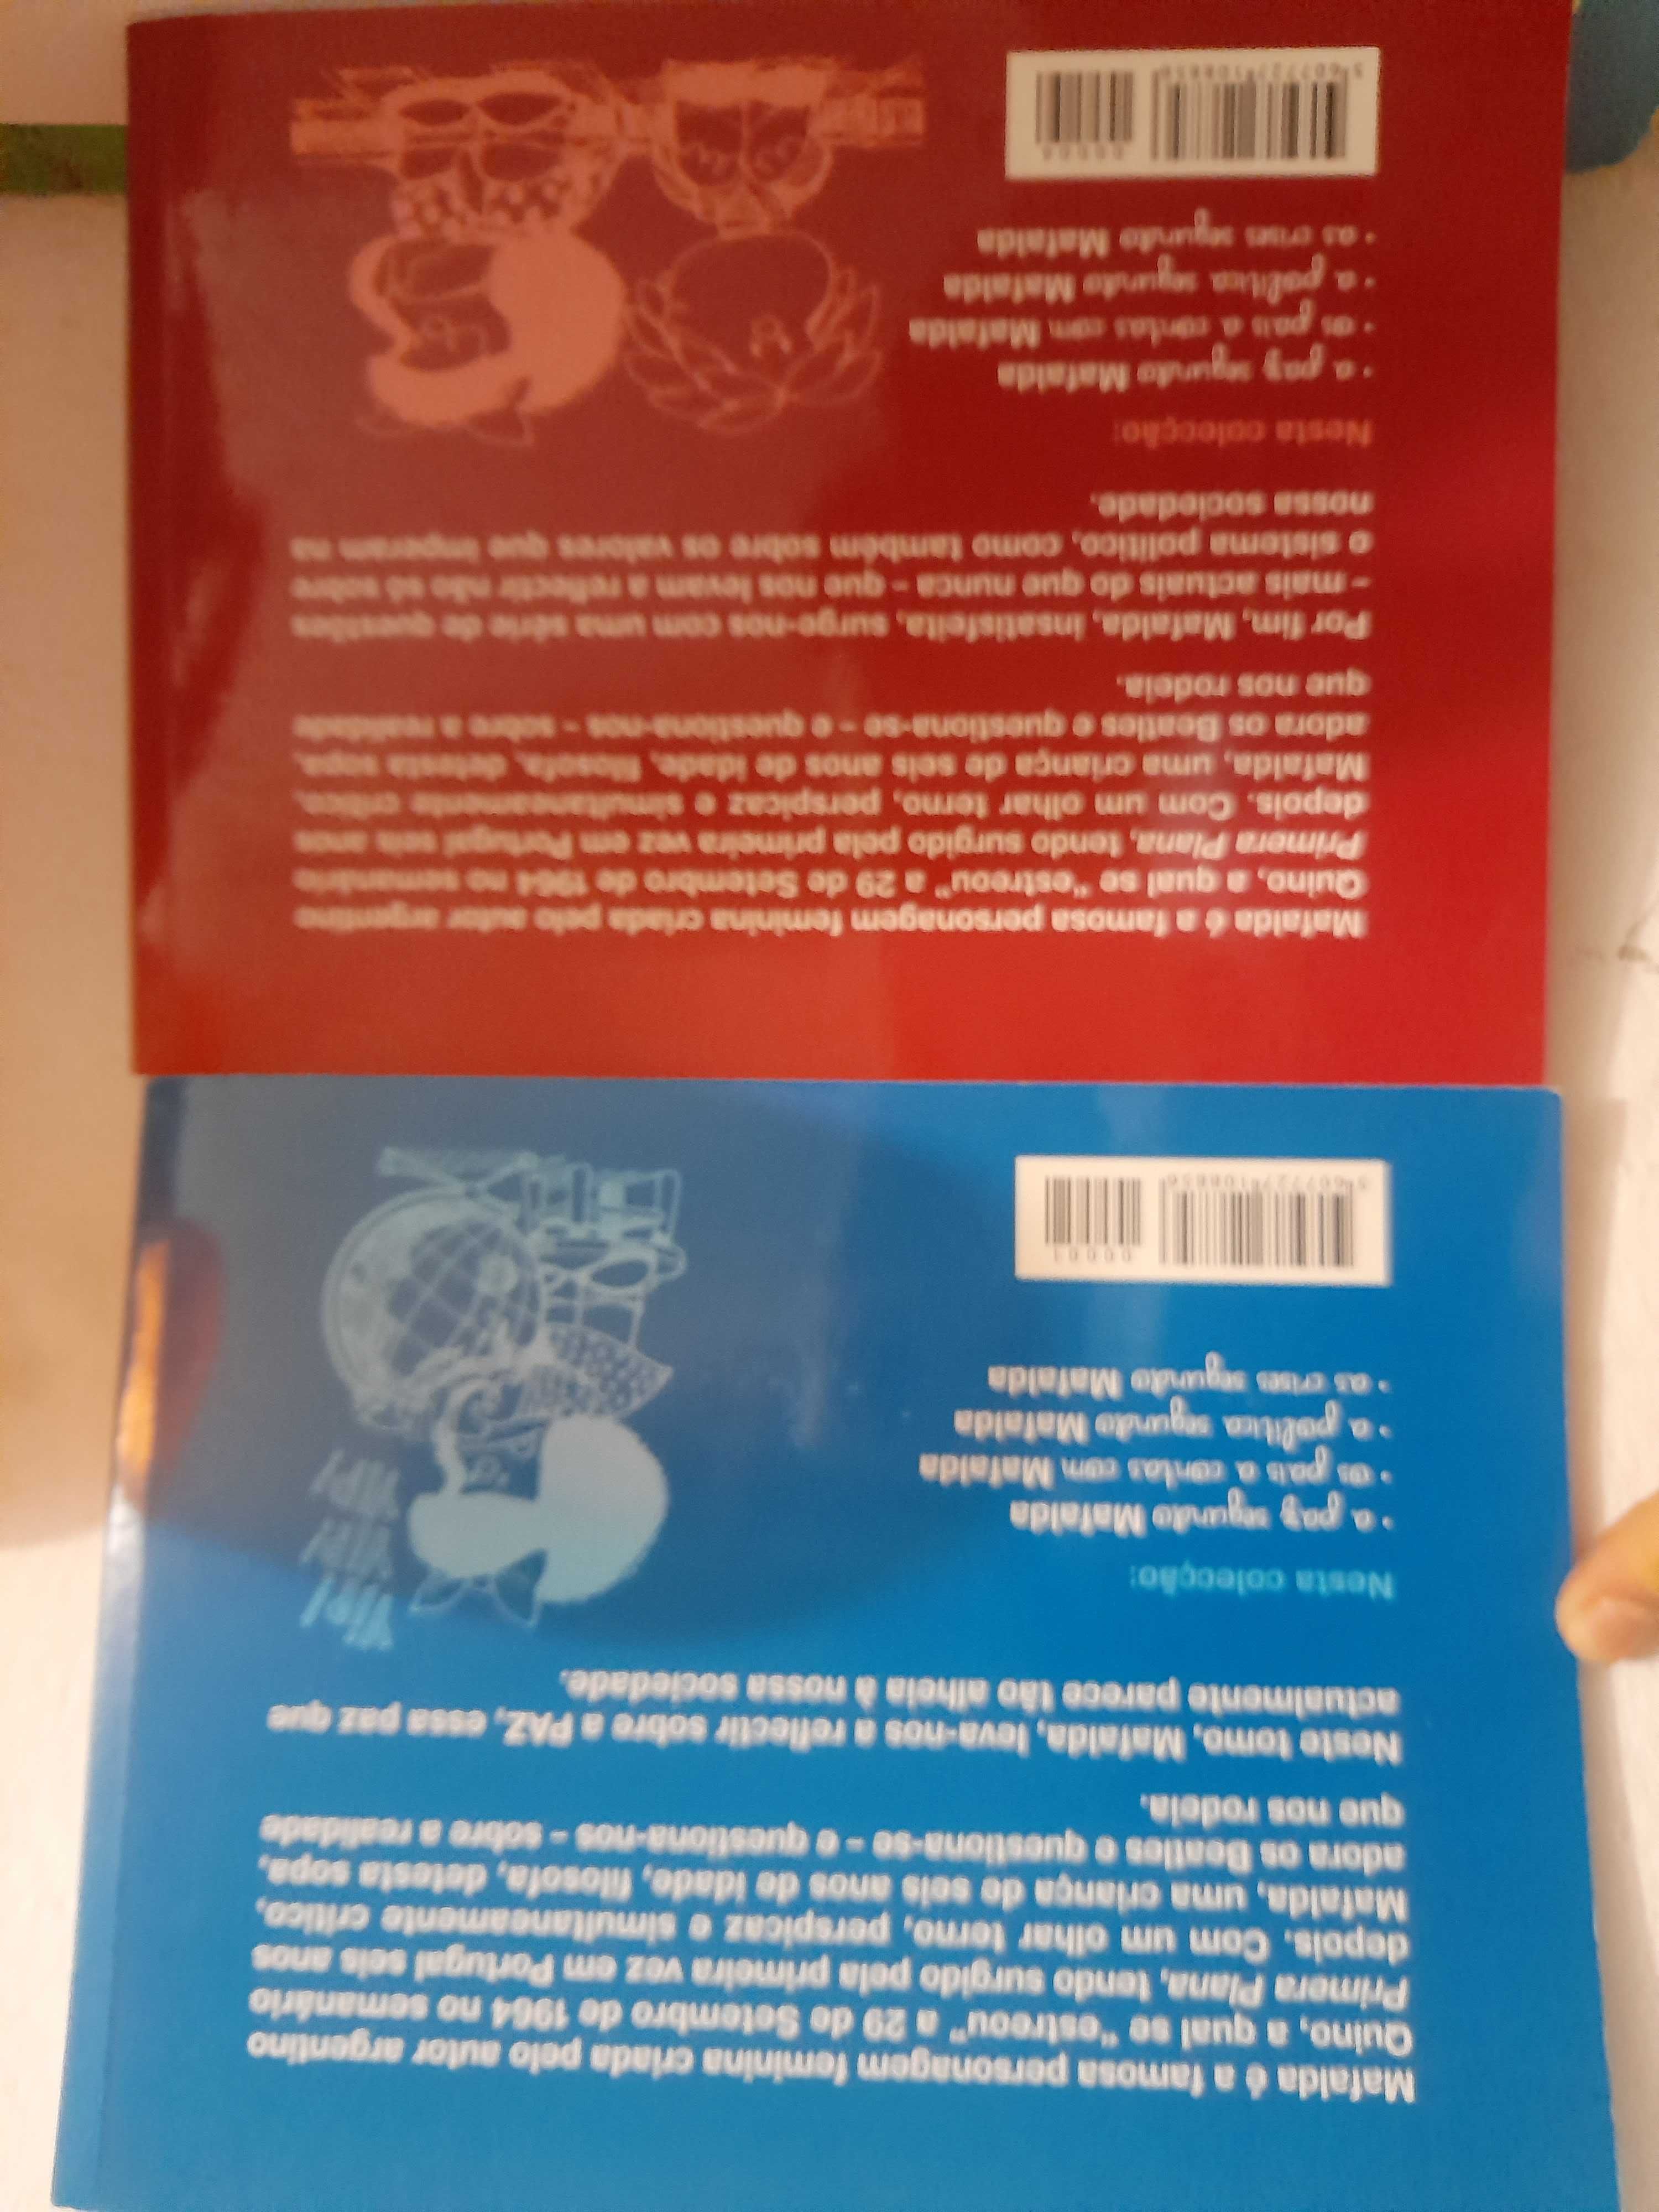 Mafalda é a famosa personagem feminina criada pelo autor argentino
Quino, a qual se "estreou" a 29 de Setembro de 1964 no semanário
Primera Plana, tendo surgido pela primeira vez em Portugal seis anos
depois. Com um olhar terno, perspicaz e simultaneamente crítico,
Mafalda, uma criança de seis anos de idade, filosofa, detesta sopa,
adora os Beatles e questiona-se – e questiona-nos – sobre a realidade
que nos rodeia.
Neste tomo, Mafalda, leva-nos a reflectir sobre a PAZ, essa paz que
actualmente parece tão alheia à nossa sociedade.
Nesta colecção:
• a paz segundo Mafalda
• os pais a contas com Mafalda
• a política segundo Mafalda
• as crises segundo Mafalda
YIP!
YIP!
YIP!
00001
5607727108850
Mafalda é a famosa personagem feminina criada pelo autor argentino
Quino, a qual se "estreou" a 29 de Setembro de 1964 no semanário
Primera Plana, tendo surgido pela primeira vez em Portugal seis anos
depois. Com um olhar terno, perspicaz e simultaneamente crítico,
Mafalda, uma criança de seis anos de idade, filosofa, detesta sopa,
adora os Beatles e questiona-se – e questiona-nos – sobre a realidade
que nos rodeia.
Por fim, Mafalda, insatisfeita, surge-nos com uma série de questões
– mais actuais do que nunca – que nos levam a reflectir não só sobre
o sistema político, como também sobre os valores que imperam na
nossa sociedade.
Nesta colecção:
• a paz segundo Mafalda
• os pais a contas com Mafalda
• a política segundo Mafalda
• as crises segundo Mafalda
00004
5607727108850